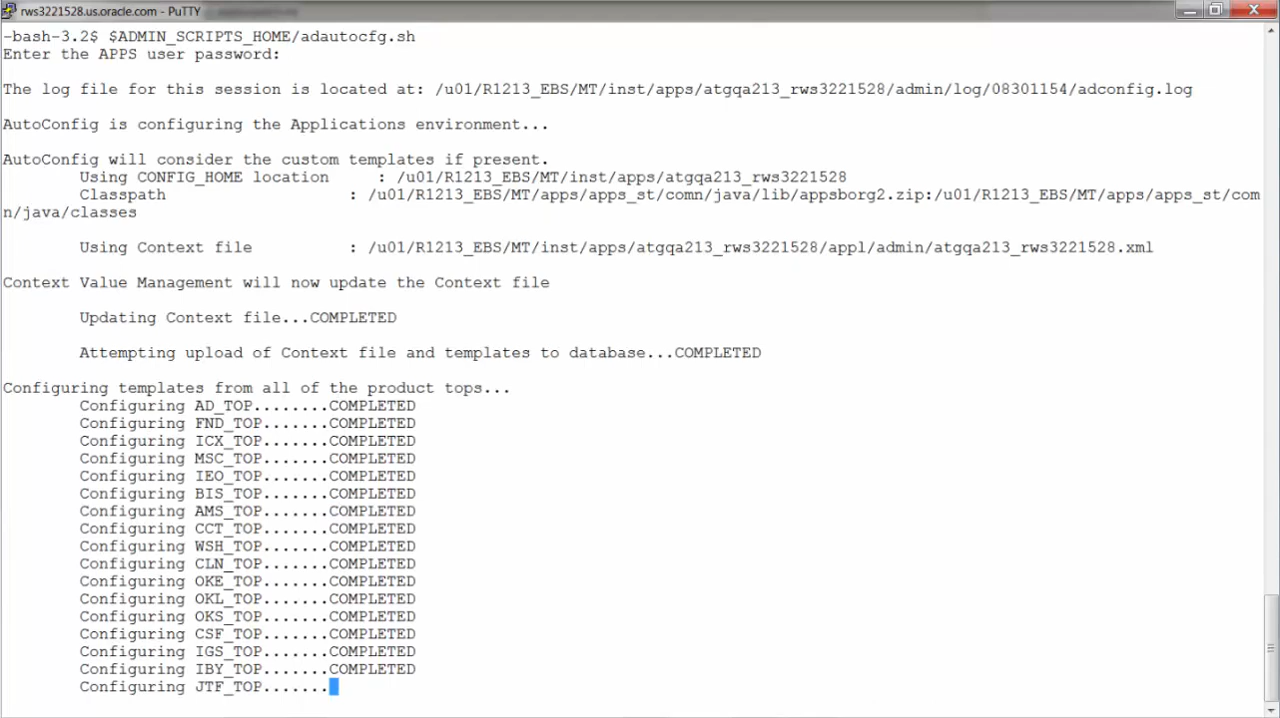 rws3221528.us.oracle.com - PuTTY
-bash-3.2$ $ADMIN_SCRIPTS_HOME/adautocfg.sh
Enter the APPS user password:
The log file for this session is located at: /u01/R1213_EBS/MT/inst/apps/atgqa213_rws3221528/admin/log/08301154/adconfig.log
AutoConfig is configuring the Applications environment...
AutoConfig will consider the custom templates if present.
Using CONFIG_HOME location : /u01/R1213_EBS/MT/inst/apps/atgqa213_rws3221528
Classpath : /u01/R1213_EBS/MT/apps/apps_st/comn/java/lib/appsborg2.zip:/u01/R1213_EBS/MT/apps/apps_st/com
n/java/classes
Using Context file : /u01/R1213_EBS/MT/inst/apps/atgqa213_rws3221528/appl/admin/atgqa213_rws3221528.xml
Context Value Management will now update the Context file
Updating Context file...COMPLETED
Attempting upload of Context file and templates to database...COMPLETED
Configuring templates from all of the product tops...
Configuring AD_TOP........COMPLETED
Configuring FND_TOP.......COMPLETED
Configuring ICX_TOP.......COMPLETED
Configuring MSC_TOP.......COMPLETED
Configuring IEO_TOP.......COMPLETED
Configuring BIS_TOP.......COMPLETED
Configuring AMS_TOP.......COMPLETED
Configuring CCT_TOP.......COMPLETED
Configuring WSH_TOP.......COMPLETED
Configuring CLN_TOP.......COMPLETED
Configuring OKE_TOP.......COMPLETED
Configuring OKL_TOP.......COMPLETED
Configuring OKS_TOP.......COMPLETED
Configuring CSF_TOP.......COMPLETED
Configuring IGS_TOP.......COMPLETED
Configuring IBY_TOP.......COMPLETED
Configuring JTF_TOP.......